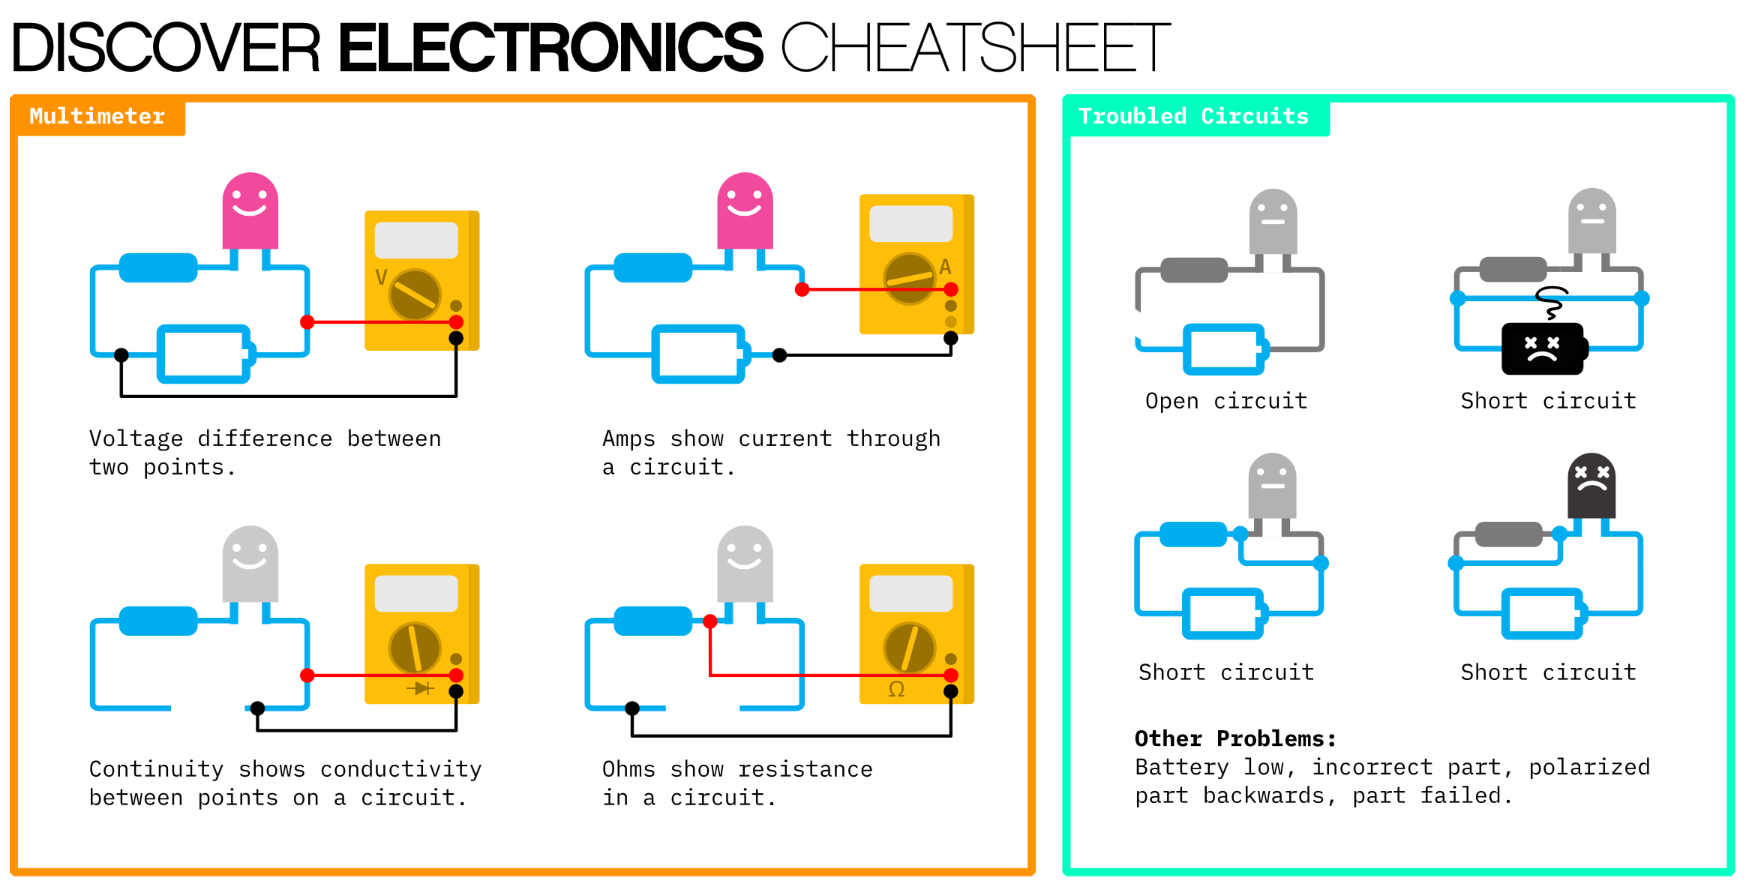 DISCOVER ELECTRONICS CHEATSHEET
Multimeter
V
A
Voltage difference between
two points.
Amps show current through
a circuit.
Ω
Continuity shows conductivity
between points on a circuit.
Ohms show resistance
in a circuit.
Troubled Circuits
Open circuit
Short circuit
Short circuit
Short circuit
Other Problems:
Battery low, incorrect part, polarized
part backwards, part failed.